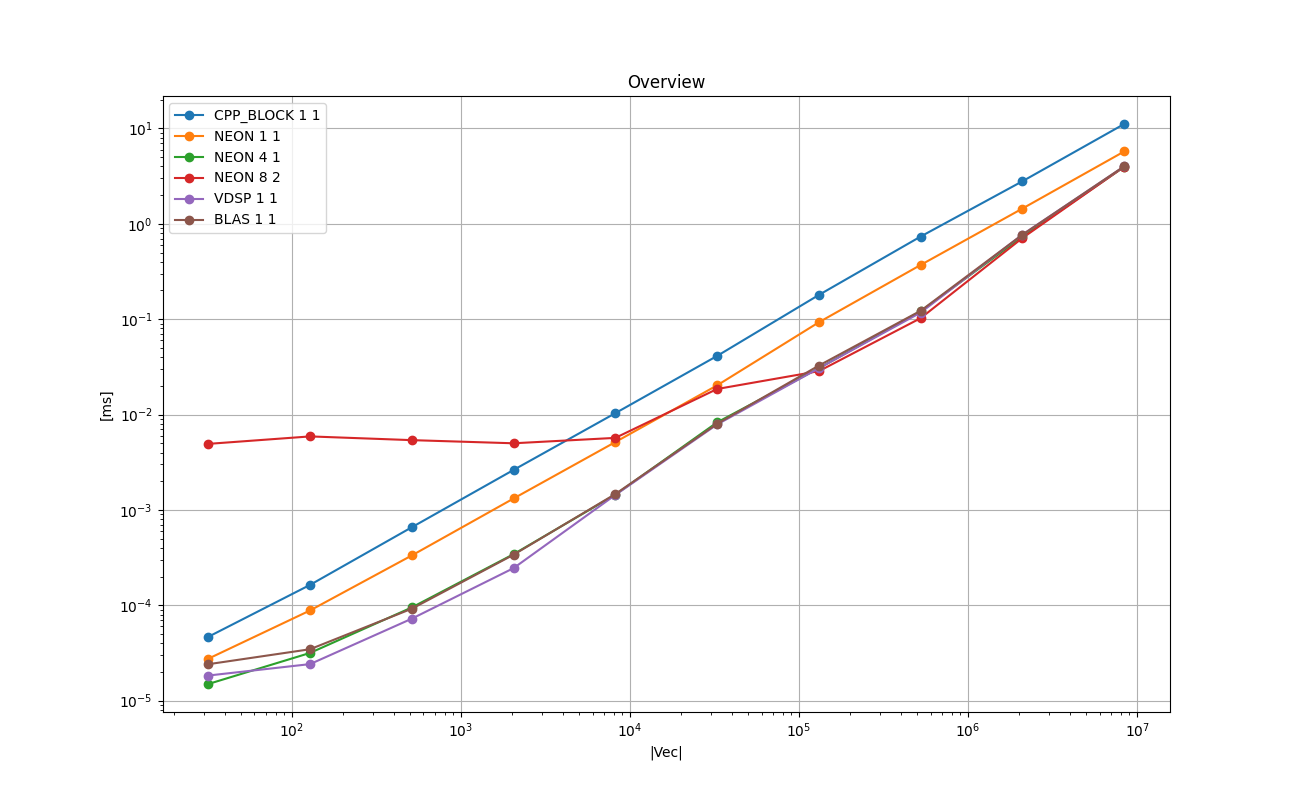 Overview
CPP_BLOCK 1 1
NEON 1 1
NEON 4 1
NEON 8 2
VDSP 1 1
BLAS 1 1
[ms]
10¹
10⁰
10⁻¹
10⁻²
10⁻³
10⁻⁴
10⁻⁵
10² 10³ 10⁴ 10⁵ 10⁶ 10⁷
|Vec|